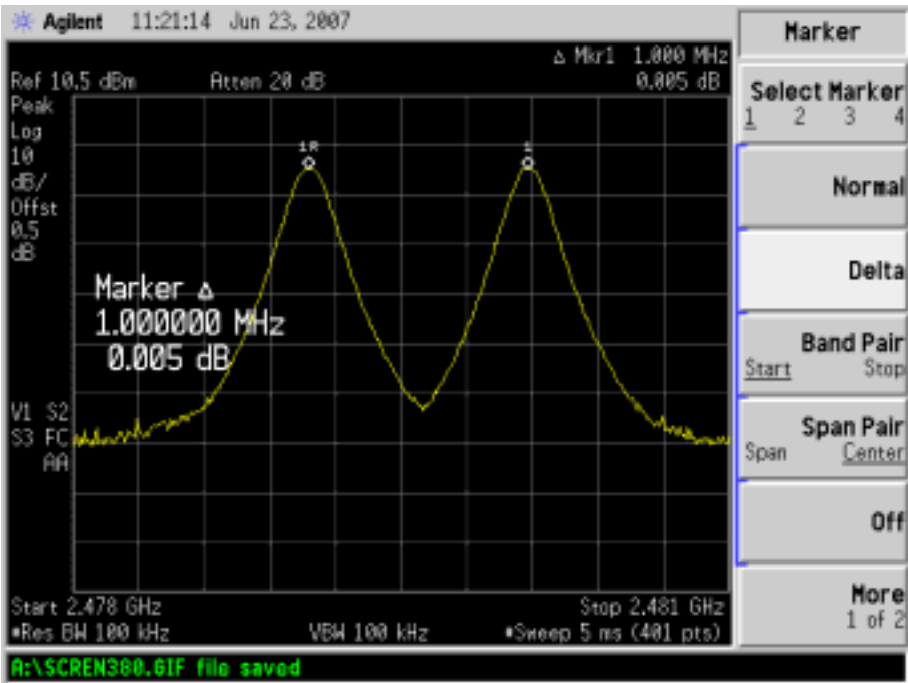 Agilent 11:21:14 Jun 23, 2007
Δ Mkr1 1.000 MHz
Ref 10.5 dBm Atten 20 dB 0.005 dB
Peak
Log
10
dB/
Offst
0.5
dB
1R
1
Marker Δ
1.000000 MHz
0.005 dB
V1 S2
S3 FC
AA
Start 2.478 GHz Stop 2.481 GHz
#Res BW 100 kHz VBW 100 kHz #Sweep 5 ms (401 pts)
A:\SCREN380.GIF file saved
Marker
Select Marker
1 2 3 4
Normal
Delta
Band Pair
Start Stop
Span Pair
Span Center
Off
More
1 of 2